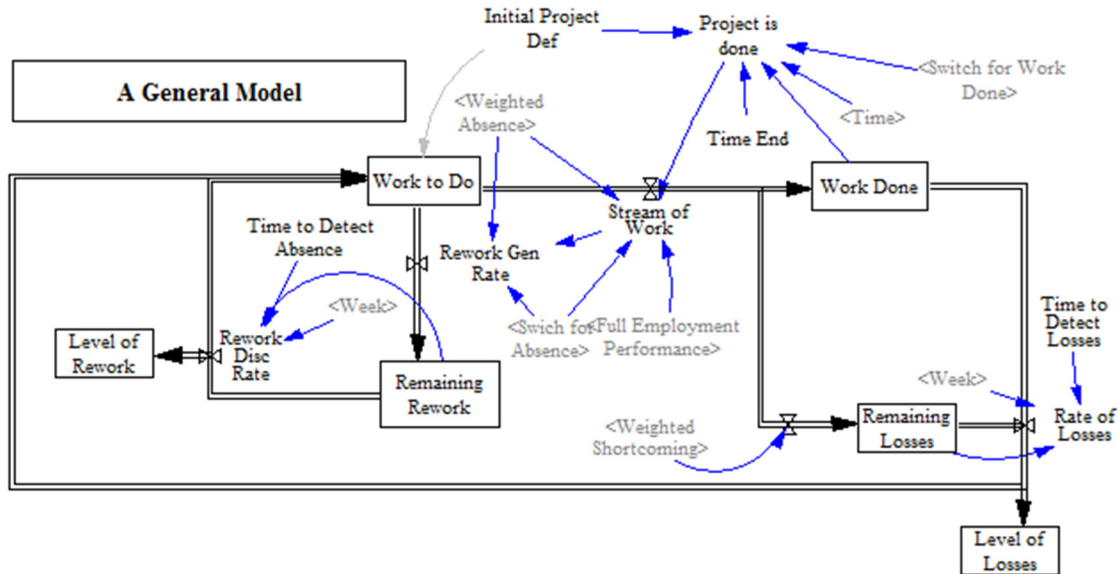 Initial Project
Def
Project is
done
<Switch for Work
Done>
A General Model
<Weighted
Absence>
<Time>
Time End
Work to Do
Work Done
Stream of
Work
Time to Detect
Absence
Rework Gen
Rate
<Week>
<Swich for
Absence>
<Full Employment
Performance>
Time to
Detect
Losses
Level of
Rework
Rework
Disc
Rate
Remaining
Rework
<Week>
<Weighted
Shortcoming>
Remaining
Losses
Rate of
Losses
Level of
Losses